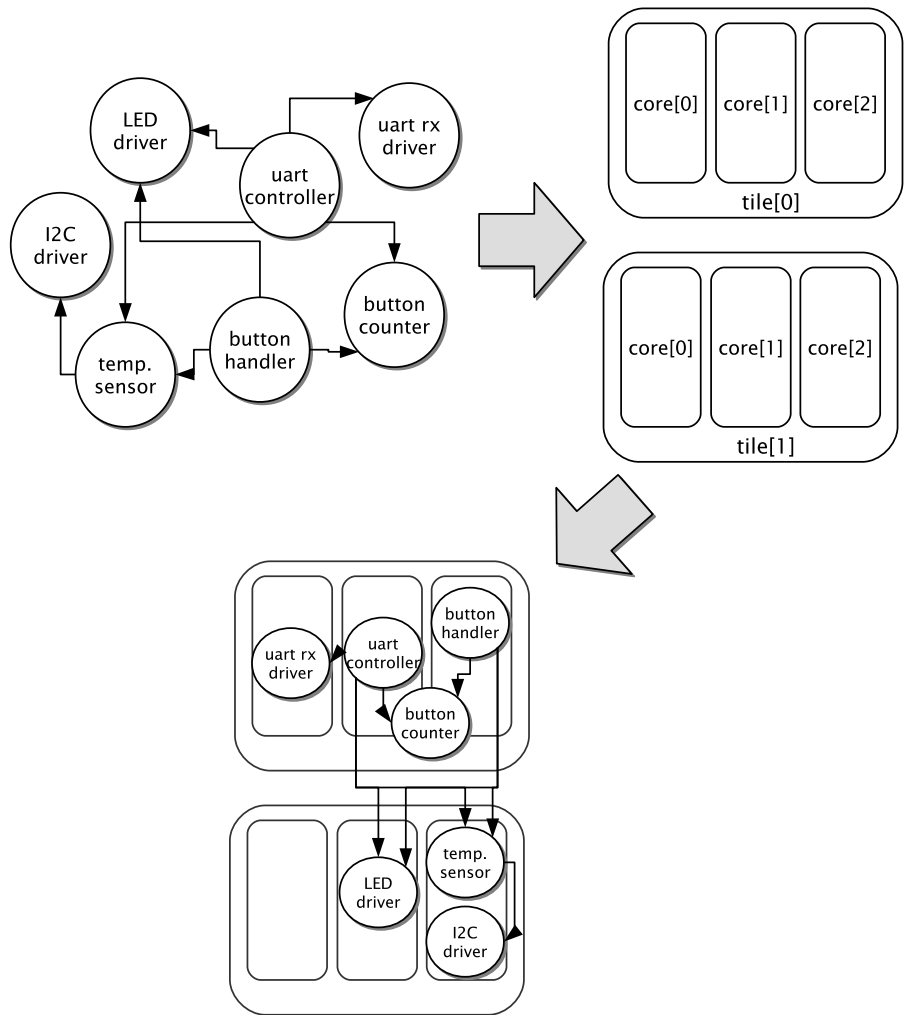 LED
driver
uart rx
driver
uart
controller
I2C
driver
button
counter
button
handler
temp.
sensor
core[0]
core[1]
core[2]
tile[0]
core[0]
core[1]
core[2]
tile[1]
button
handler
uart
controller
uart rx
driver
button
counter
temp.
sensor
LED
driver
I2C
driver